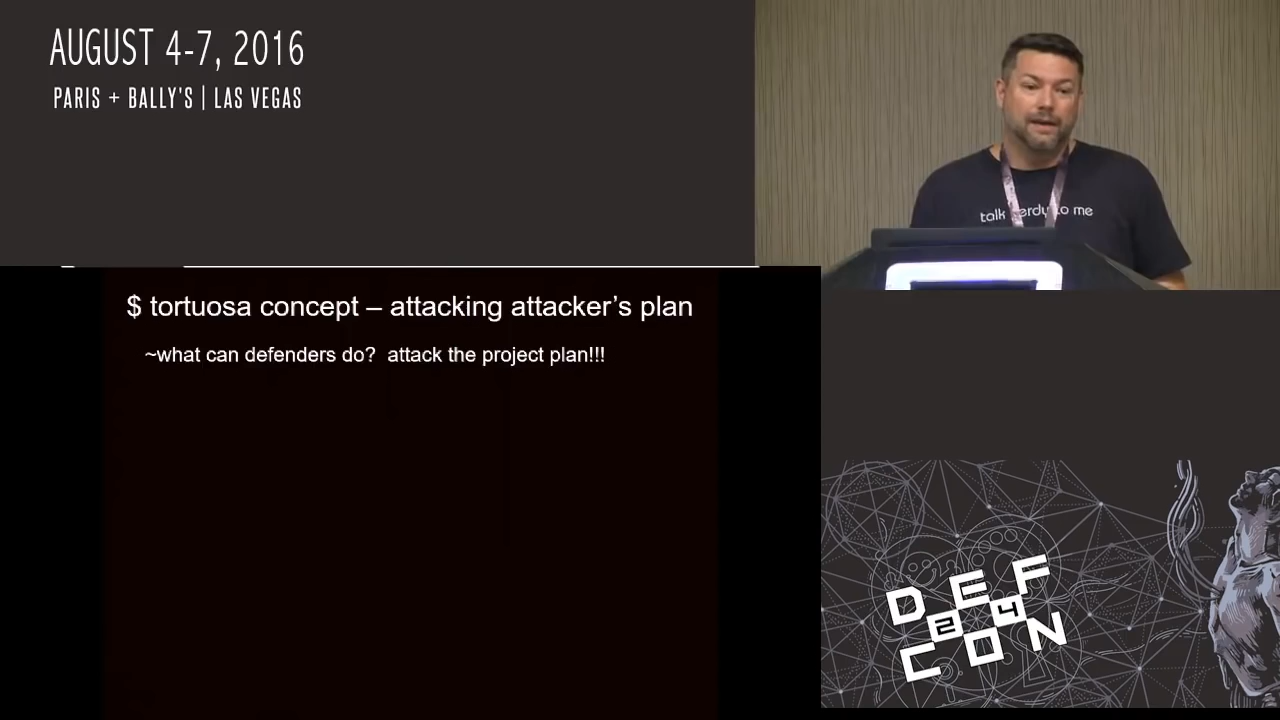 AUGUST 4-7, 2016
PARIS + BALLY'S | LAS VEGAS
talk to me
$ tortuosa concept – attacking attacker's plan
~what can defenders do? attack the project plan!!!
DEF
24
CON